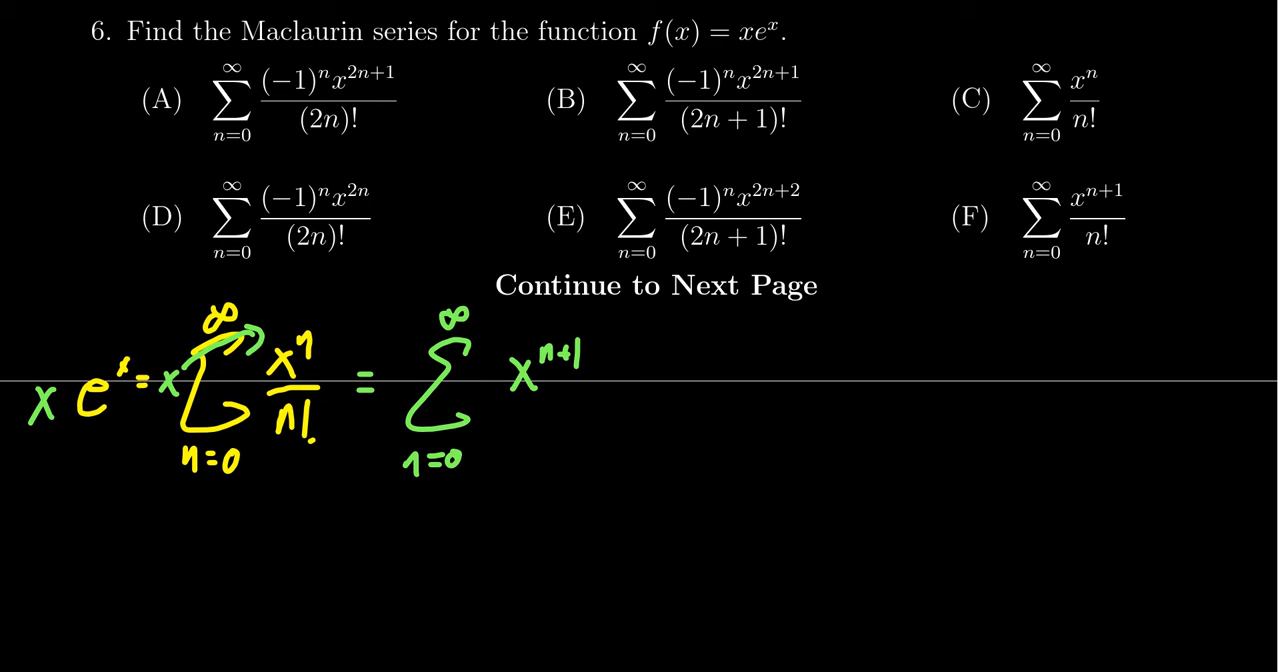 6. Find the Maclaurin series for the function f(x) = xe^x.
(A) ∑_{n=0}^{∞} (−1)^n x^{2n+1} / (2n)! (B) ∑_{n=0}^{∞} (−1)^n x^{2n+1} / (2n + 1)! (C) ∑_{n=0}^{∞} x^n / n!
(D) ∑_{n=0}^{∞} (−1)^n x^{2n} / (2n)! (E) ∑_{n=0}^{∞} (−1)^n x^{2n+2} / (2n + 1)! (F) ∑_{n=0}^{∞} x^{n+1} / n!
Continue to Next Page
x e^x = x ∑_{n=0}^{∞} x^n / n! = ∑_{n=0}^{∞} x^{n+1}